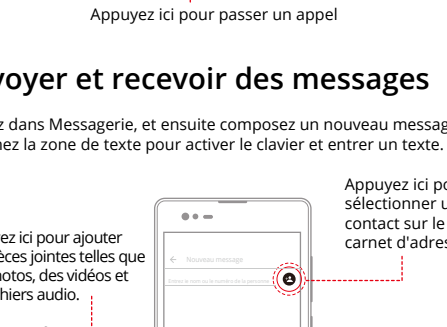 Appuyez ici pour passer un appel
voyer et recevoir des messages
z dans Messagerie, et ensuite composez un nouveau messag
nez la zone de texte pour activer le clavier et entrer un texte.
Appuyez ici po
sélectionner u
contact sur le
carnet d'adres
ez ici pour ajouter
èces jointes telles que
hotos, des vidéos et
hiers audio.
Nouveau message